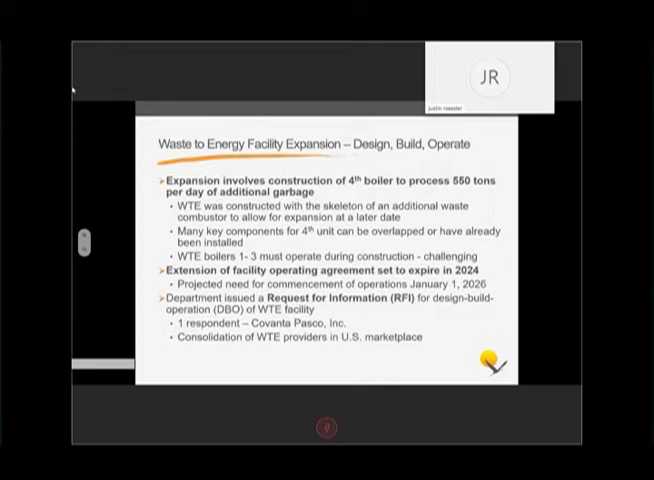 JR
justin roessler
Waste to Energy Facility Expansion – Design, Build, Operate
➢Expansion involves construction of 4th boiler to process 550 tons
per day of additional garbage
• WTE was constructed with the skeleton of an additional waste
combustor to allow for expansion at a later date
• Many key components for 4th unit can be overlapped or have already
been installed
• WTE boilers 1- 3 must operate during construction - challenging
➢Extension of facility operating agreement set to expire in 2024
• Projected need for commencement of operations January 1, 2026
➢Department issued a Request for Information (RFI) for design-build-
operation (DBO) of WTE facility
• 1 respondent – Covanta Pasco, Inc.
• Consolidation of WTE providers in U.S. marketplace